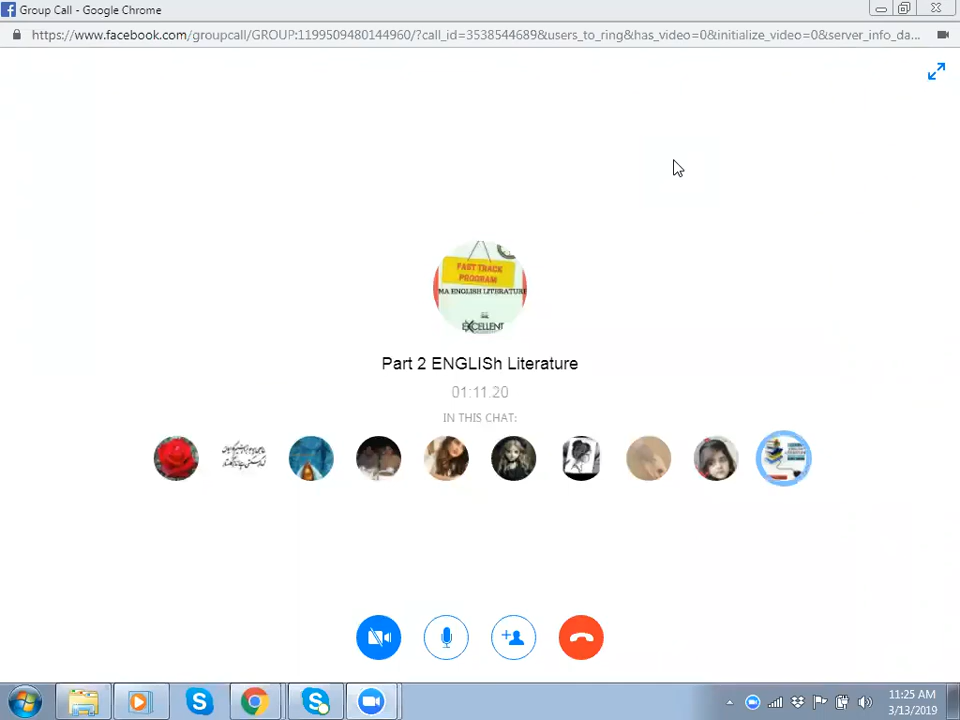 Group Call - Google Chrome
https://www.facebook.com/groupcall/GROUP:1199509480144960/?call_id=3538544689&users_to_ring&has_video=0&initialize_video=0&server_info_da...
FAST TRACK
PROGRAM
MA ENGLISH LITERATURE
EXCELLENT
Part 2 ENGLISh Literature
01:11.20
IN THIS CHAT:
11:25 AM
3/13/2019